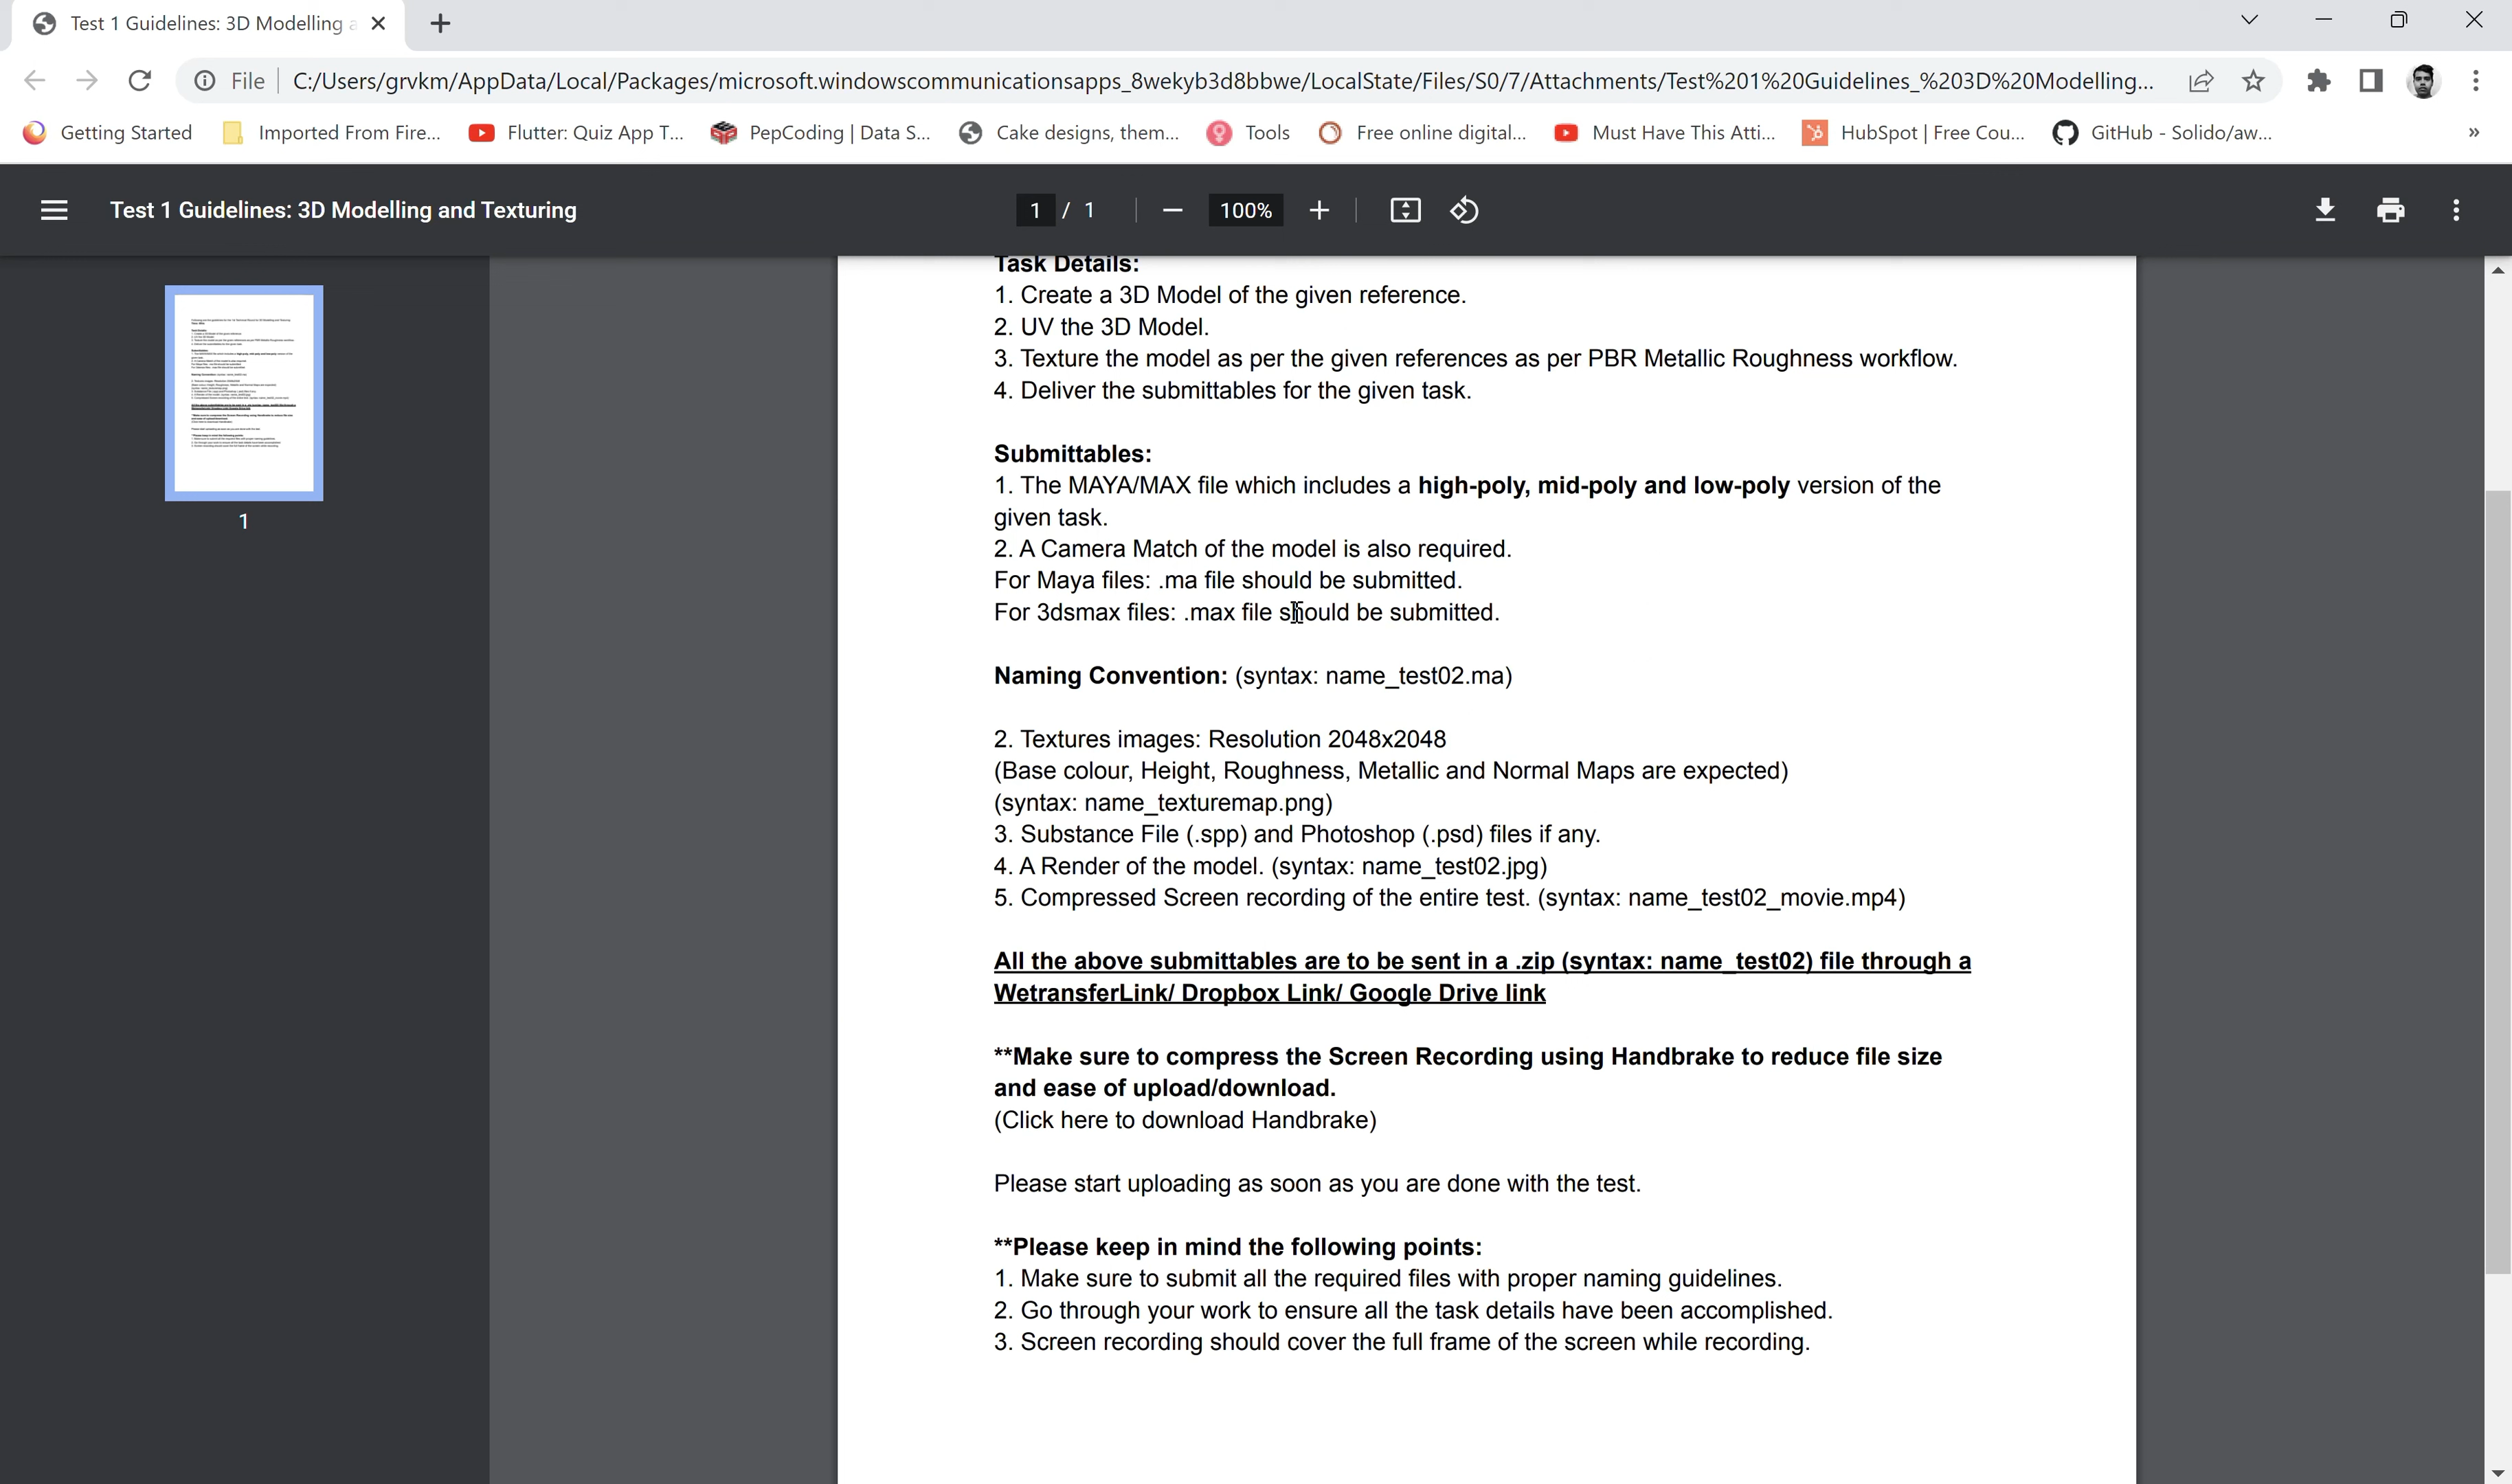 Test 1 Guidelines: 3D Modelling a
File
C:/Users/grvkm/AppData/Local/Packages/microsoft.windowscommunicationsapps_8wekyb3d8bbwe/LocalState/Files/S0/7/Attachments/Test%201%20Guidelines_%203D%20Modelling...
Getting Started Imported From Fire... Flutter: Quiz App T... PepCoding | Data S... Cake designs, them... Tools Free online digital... Must Have This Atti... HubSpot | Free Cou... GitHub - Solido/aw... »
Test 1 Guidelines: 3D Modelling and Texturing 1 / 1 100%
1
Task Details:
1. Create a 3D Model of the given reference.
2. UV the 3D Model.
3. Texture the model as per the given references as per PBR Metallic Roughness workflow.
4. Deliver the submittables for the given task.
Submittables:
1. The MAYA/MAX file which includes a high-poly, mid-poly and low-poly version of the
given task.
2. A Camera Match of the model is also required.
For Maya files: .ma file should be submitted.
For 3dsmax files: .max file should be submitted.
Naming Convention: (syntax: name_test02.ma)
2. Textures images: Resolution 2048x2048
(Base colour, Height, Roughness, Metallic and Normal Maps are expected)
(syntax: name_texturemap.png)
3. Substance File (.spp) and Photoshop (.psd) files if any.
4. A Render of the model. (syntax: name_test02.jpg)
5. Compressed Screen recording of the entire test. (syntax: name_test02_movie.mp4)
All the above submittables are to be sent in a .zip (syntax: name_test02) file through a
WetransferLink/ Dropbox Link/ Google Drive link
**Make sure to compress the Screen Recording using Handbrake to reduce file size
and ease of upload/download.
(Click here to download Handbrake)
Please start uploading as soon as you are done with the test.
**Please keep in mind the following points:
1. Make sure to submit all the required files with proper naming guidelines.
2. Go through your work to ensure all the task details have been accomplished.
3. Screen recording should cover the full frame of the screen while recording.